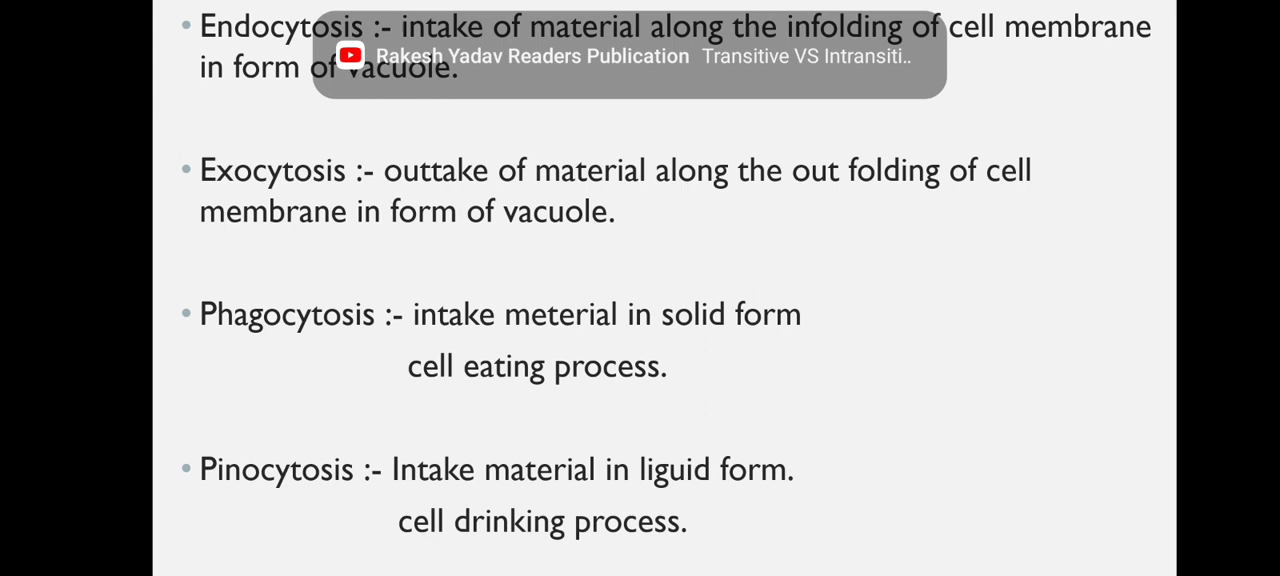 • Endocytosis :- intake of material along the infolding of cell membrane
in form of vacuole.
Rakesh Yadav Readers Publication Transitive VS Intransiti..
• Exocytosis :- outtake of material along the out folding of cell
membrane in form of vacuole.
• Phagocytosis :- intake meterial in solid form
cell eating process.
• Pinocytosis :- Intake material in liguid form.
cell drinking process.